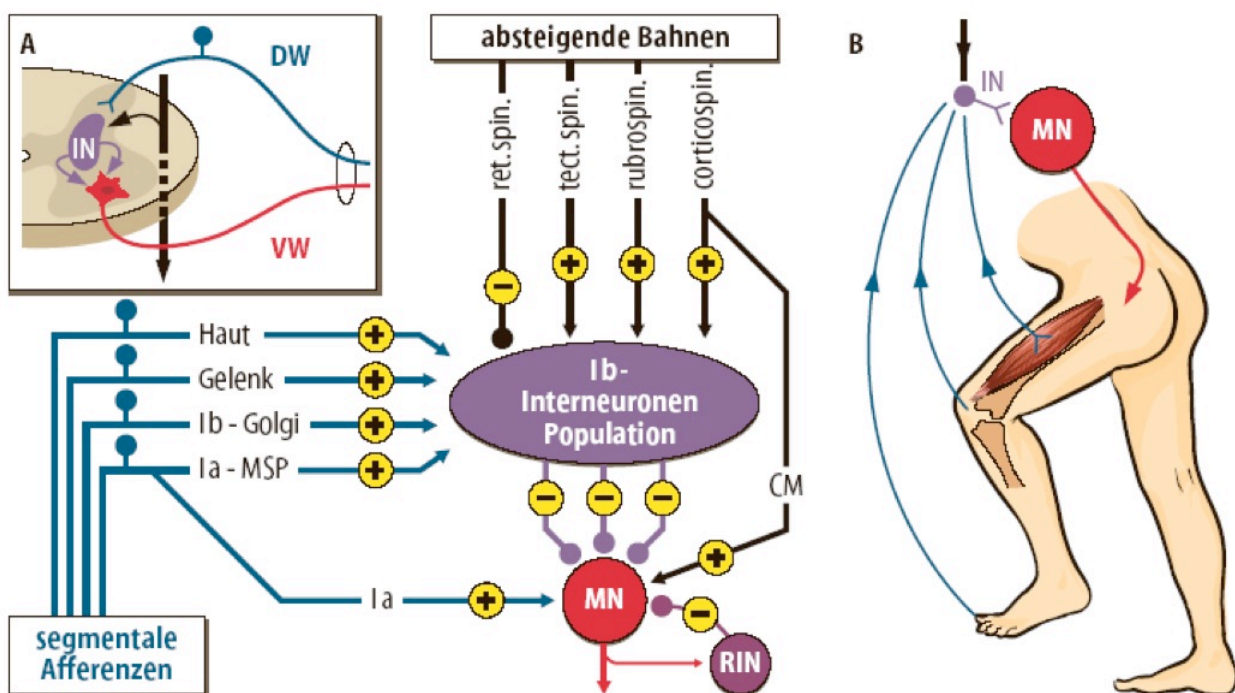 A
DW
IN
VW
absteigende Bahnen
ret. spin.
tect. spin.
rubrospin.
corticospin.
−
+
+
+
Haut
+
Gelenk
+
Ib - Golgi
+
Ia - MSP
+
Ib-
Interneuronen
Population
−
−
−
CM
+
Ia
+
MN
−
RIN
segmentale
Afferenzen
B
IN
MN